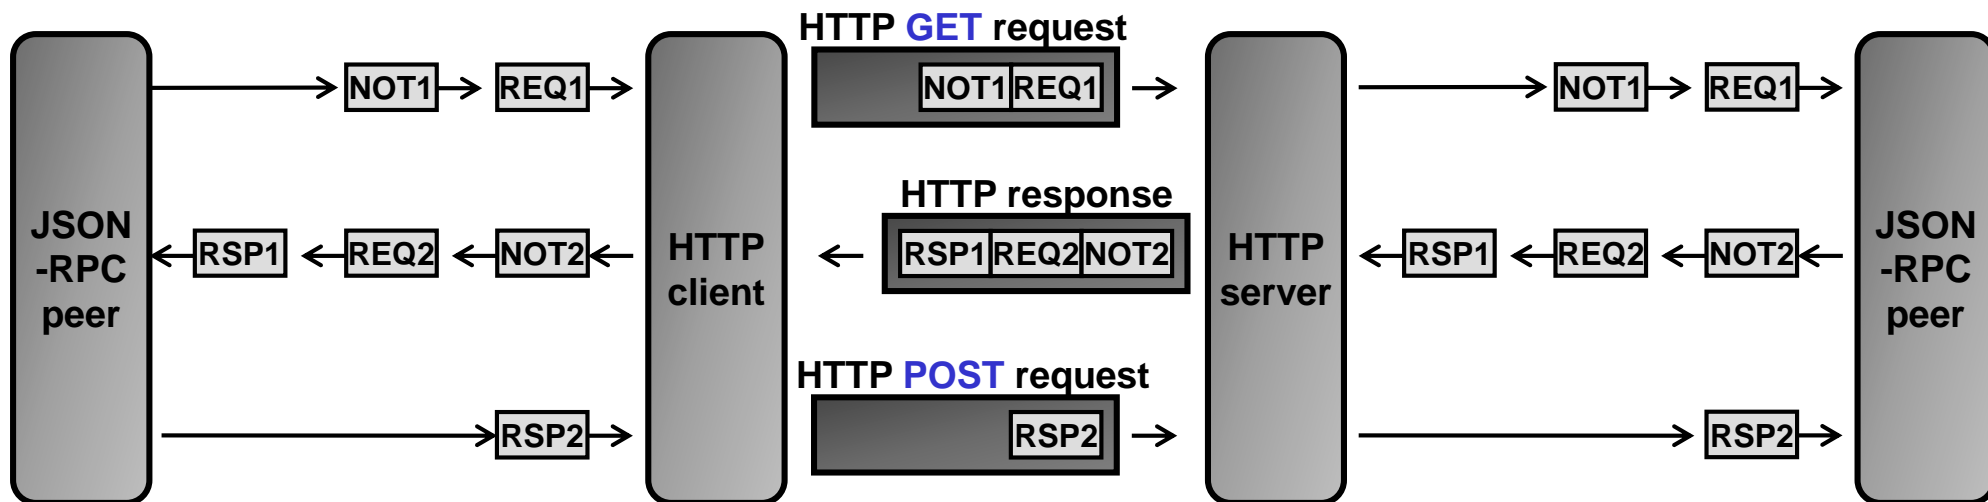 HTTP GET request
NOT1 REQ1 NOT1 REQ1 NOT1 REQ1
HTTP response
JSON
-RPC
peer
RSP1 REQ2 NOT2
HTTP
client
RSP1 REQ2 NOT2
HTTP
server
RSP1 REQ2 NOT2
JSON
-RPC
peer
HTTP POST request
RSP2 RSP2 RSP2